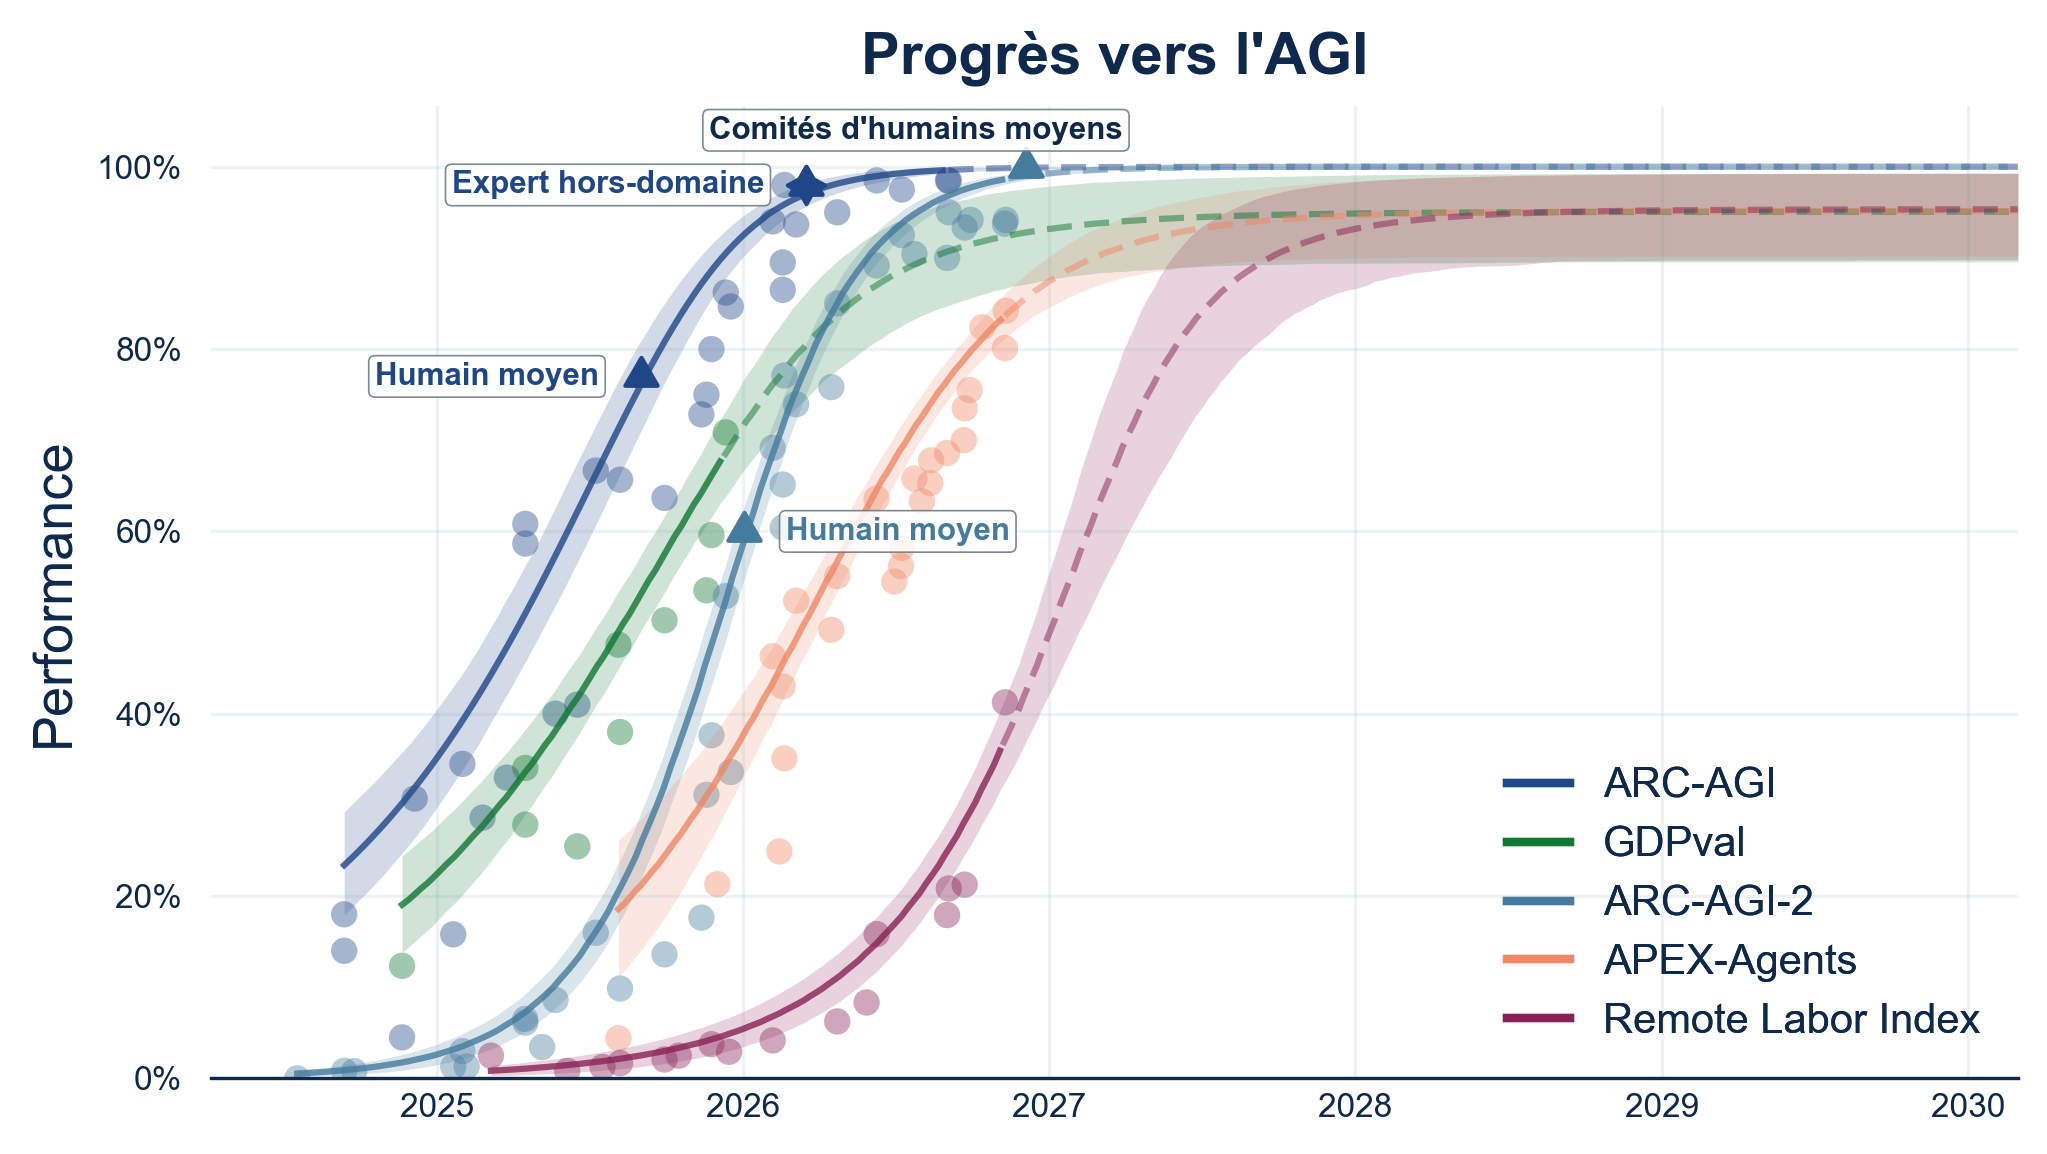 Progrès vers l'AGI
Comités d'humains moyens
Expert hors-domaine
Humain moyen
Humain moyen
Performance
100%
80%
60%
40%
20%
0%
2025
2026
2027
2028
2029
2030
ARC-AGI
GDPval
ARC-AGI-2
APEX-Agents
Remote Labor Index